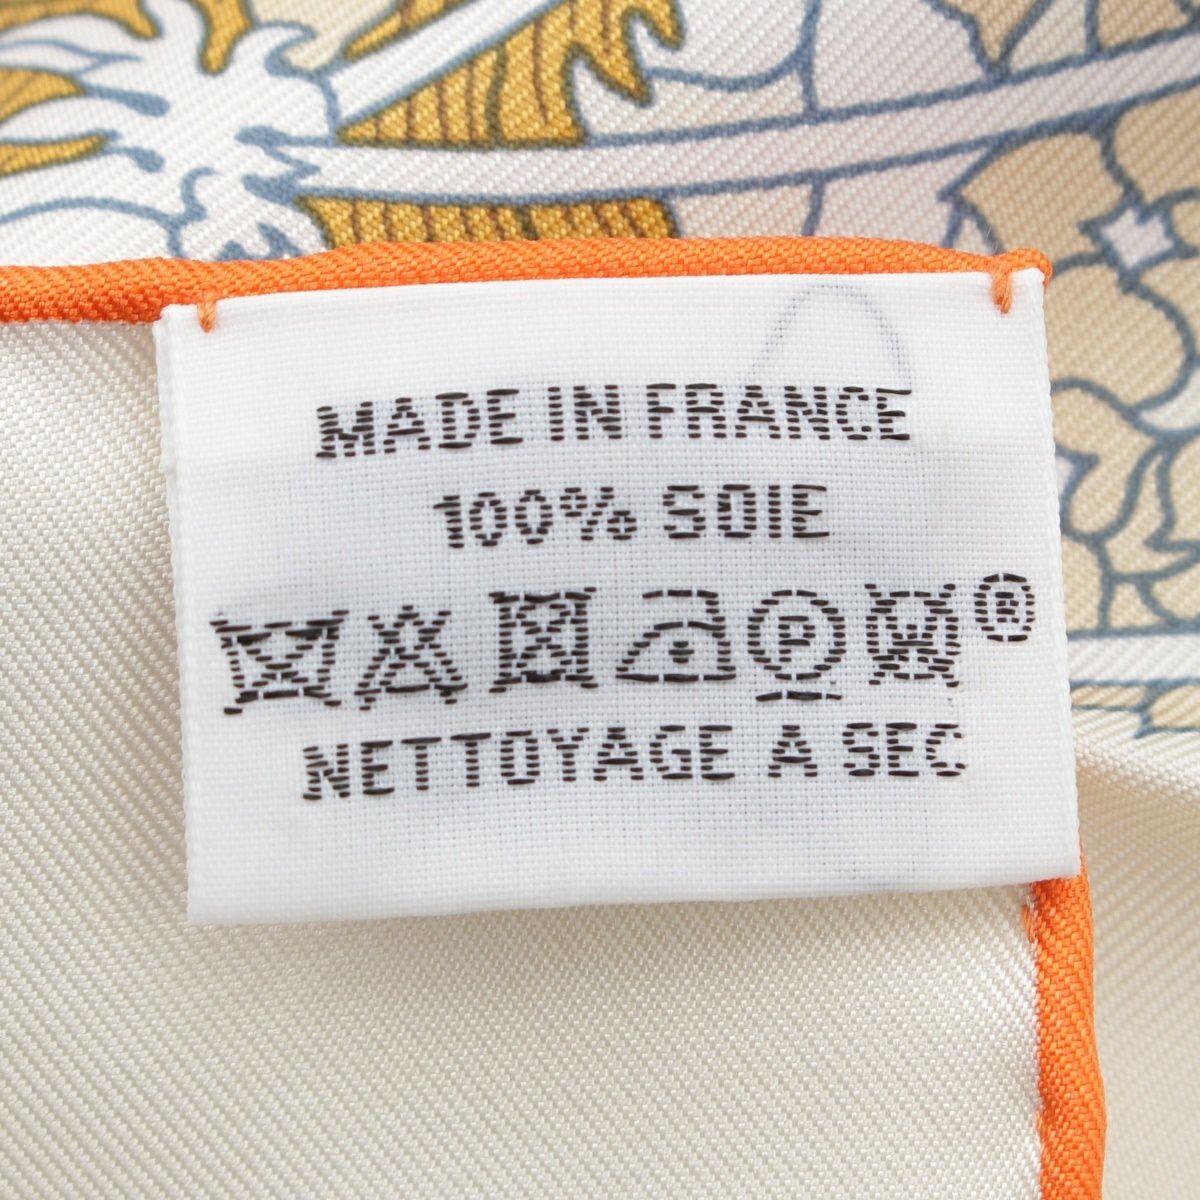 MADE IN FRANCE
100% SOIE
P W ®
NETTOYAGE A SEC